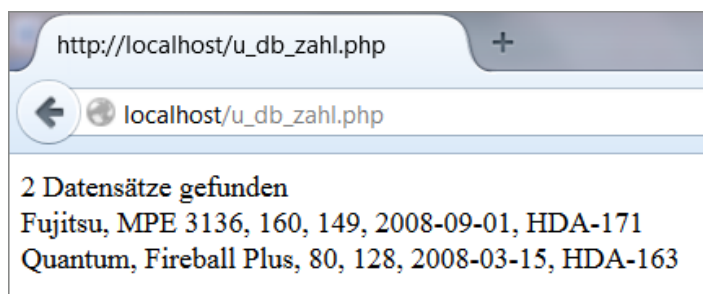 http://localhost/u_db_zahl.php
localhost/u_db_zahl.php
2 Datensätze gefunden
Fujitsu, MPE 3136, 160, 149, 2008-09-01, HDA-171
Quantum, Fireball Plus, 80, 128, 2008-03-15, HDA-163